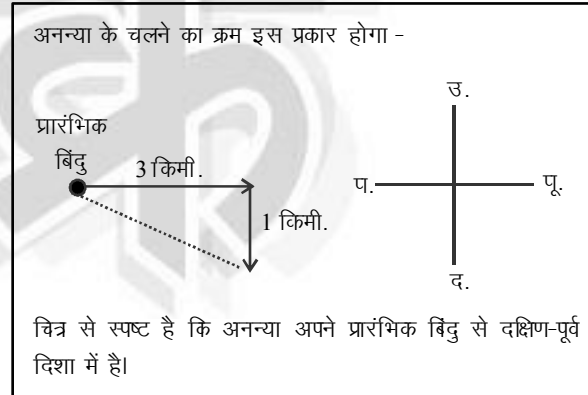 अनन्या के चलने का क्रम इस प्रकार होगा -
उ.
प्रारंभिक
बिंदु
3 किमी.
प.
पू.
1 किमी.
द.
चित्र से स्पष्ट है कि अनन्या अपने प्रारंभिक बिंदु से दक्षिण-पूर्व
दिशा में है।